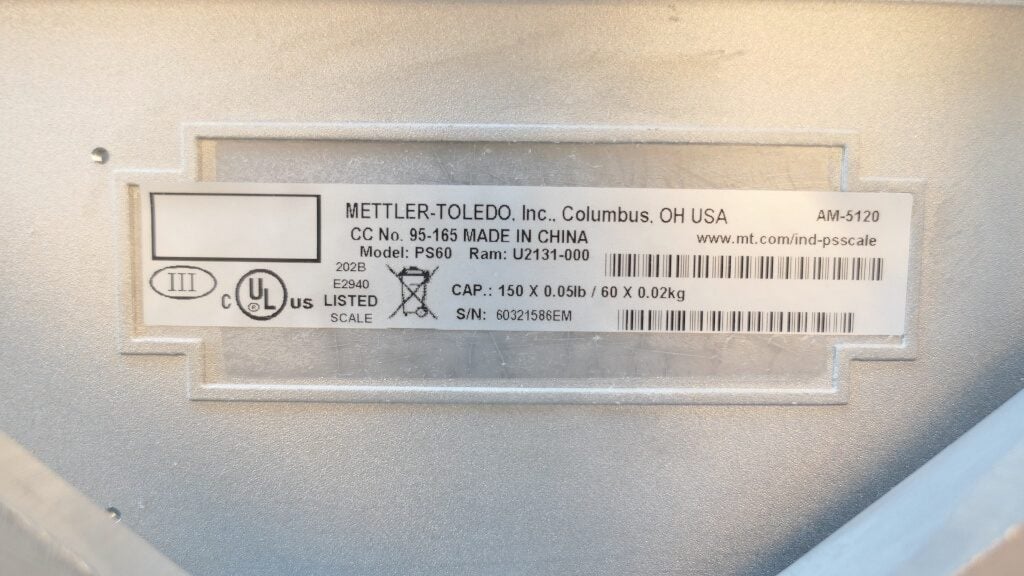 METTLER-TOLEDO, Inc., Columbus, OH USA
AM-5120
CC No. 95-165 MADE IN CHINA
www.mt.com/ind-psscale
Model: PS60 Ram: U2131-000
III
C UL ® US
202B
E2940
LISTED
SCALE
CAP.: 150 X 0.05lb / 60 X 0.02kg
S/N: 60321586EM